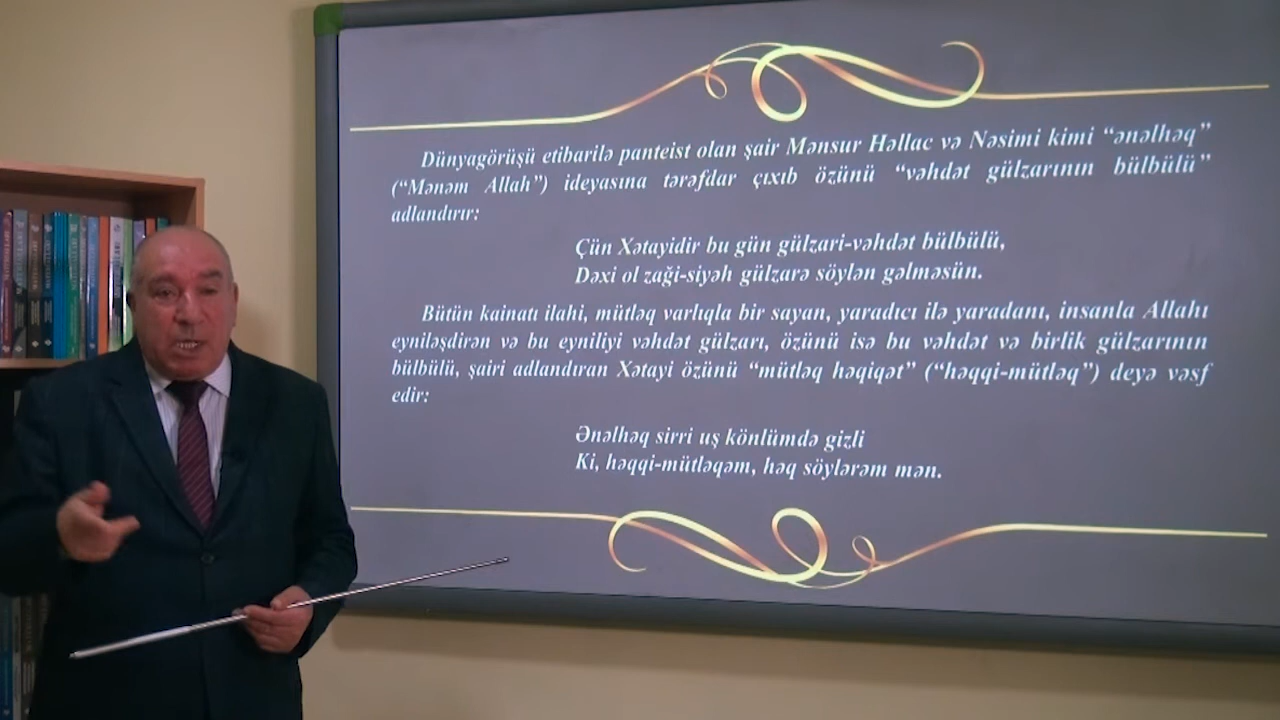 Dünyagörüşü etibarilə panteist olan şair Mənsur Həllac və Nəsimi kimi “ənəlhəq”
(“Mənəm Allah”) ideyasına tərəfdar çıxıb özünü “vəhdət gülzarının bülbülü”
adlandırır:
Çün Xətayidir bu gün gülzari-vəhdət bülbülü,
Dəxi ol zaği-siyəh gülzarə söylən gəlməsün.
Bütün kainatı ilahi, mütləq varlıqla bir sayan, yaradıcı ilə yaradanı, insanla Allahı
eyniləşdirən və bu eyniliyi vəhdət gülzarı, özünü isə bu vəhdət və birlik gülzarının
bülbülü, şairi adlandıran Xətayi özünü “mütləq həqiqət” (“həqqi-mütləq”) deyə vəsf
edir:
Ənəlhəq sirri uş könlümdə gizli
Ki, həqqi-mütləqəm, həq söylərəm mən.